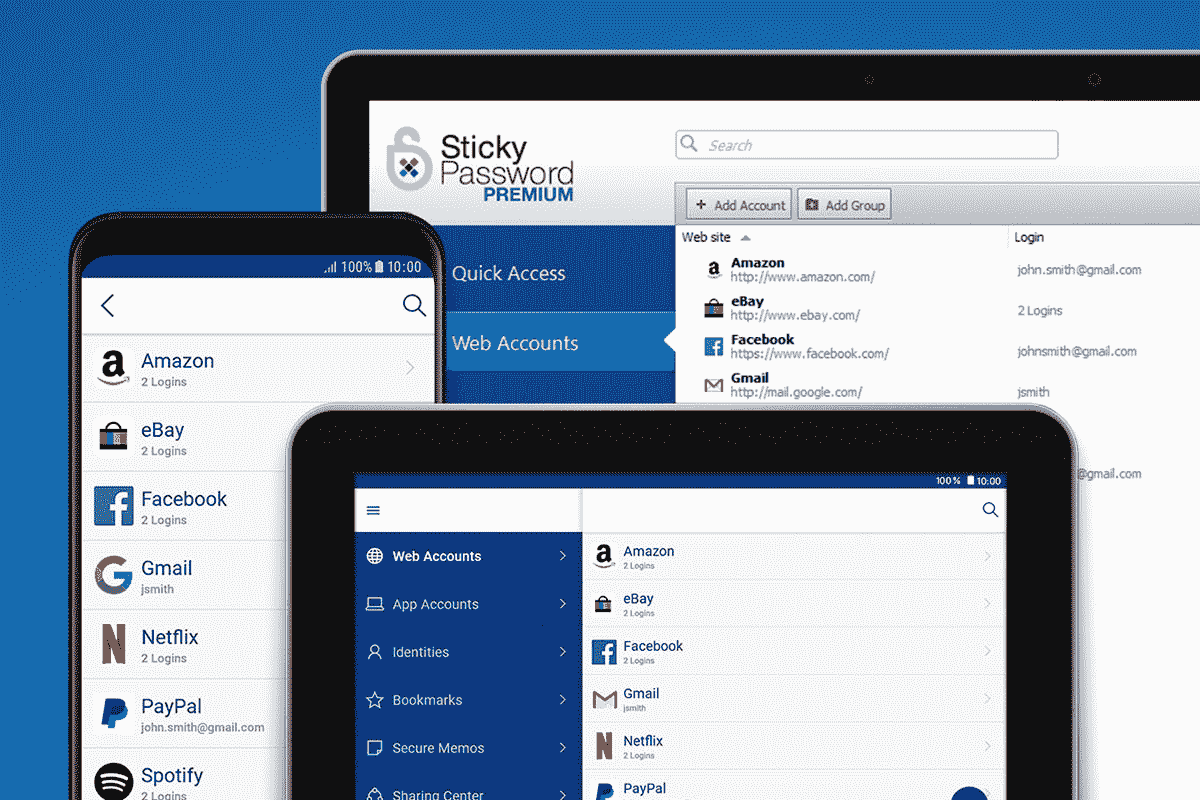 Sticky
Password
PREMIUM
Search
+ Add Account
Add Group
Web site
Login
Quick Access
Web Accounts
Amazon
http://www.amazon.com/
john.smith@gmail.com
eBay
http://www.ebay.com/
2 Logins
Facebook
https://www.facebook.com/
johnsmith@gmail.com
Gmail
http://mail.google.com/
jsmith
@gmail.com
100% 10:00
Amazon
2 Logins
eBay
2 Logins
Facebook
2 Logins
Gmail
jsmith
Netflix
2 Logins
PayPal
john.smith@gmail.com
Spotify
2 Logins
100% 10:00
Web Accounts
App Accounts
Identities
Bookmarks
Secure Memos
Sharing Center
Amazon
2 Logins
eBay
2 Logins
Facebook
2 Logins
Gmail
jsmith
Netflix
2 Logins
PayPal